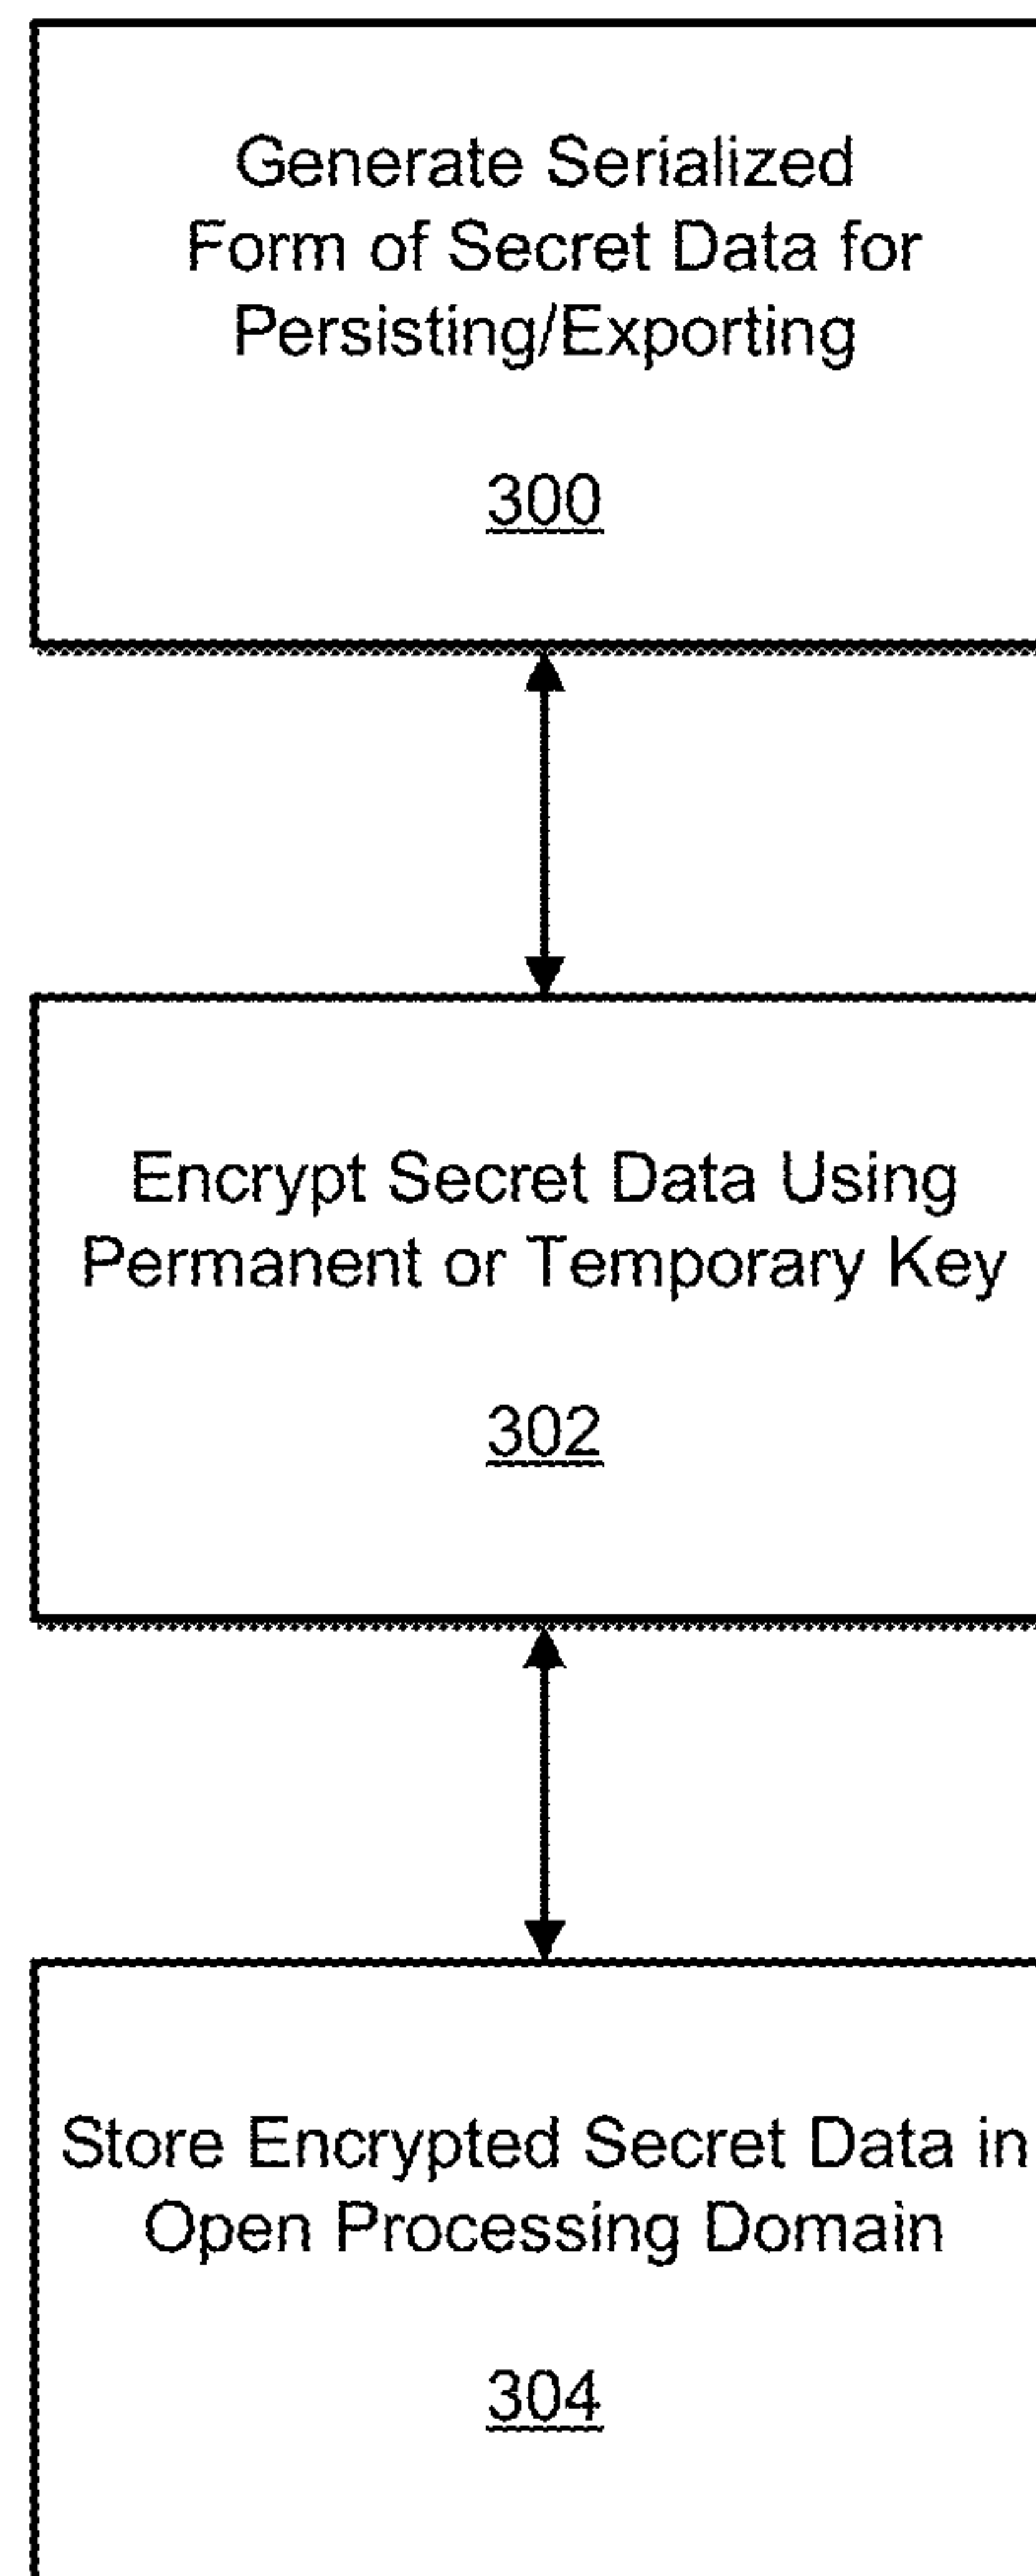 Generate Serialized
Form of Secret Data for
Persisting/Exporting
300
Encrypt Secret Data Using
Permanent or Temporary Key
302
Store Encrypted Secret Data in
Open Processing Domain
304